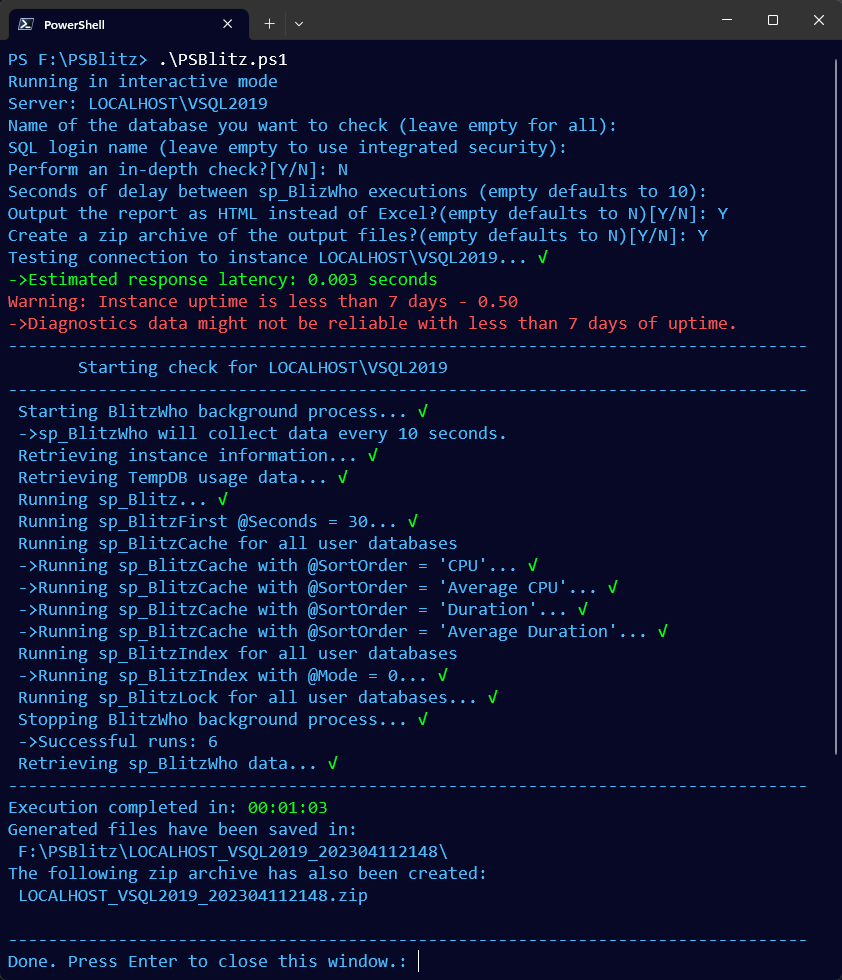 PowerShell
PS F:\PSBlitz> .\PSBlitz.ps1
Running in interactive mode
Server: LOCALHOST\VSQL2019
Name of the database you want to check (leave empty for all):
SQL login name (leave empty to use integrated security):
Perform an in-depth check?[Y/N]: N
Seconds of delay between sp_BlizWho executions (empty defaults to 10):
Output the report as HTML instead of Excel?(empty defaults to N)[Y/N]: Y
Create a zip archive of the output files?(empty defaults to N)[Y/N]: Y
Testing connection to instance LOCALHOST\VSQL2019... √
->Estimated response latency: 0.003 seconds
Warning: Instance uptime is less than 7 days - 0.50
->Diagnostics data might not be reliable with less than 7 days of uptime.
--------------------------------------------------------------------------------
Starting check for LOCALHOST\VSQL2019
--------------------------------------------------------------------------------
Starting BlitzWho background process... √
->sp_BlitzWho will collect data every 10 seconds.
Retrieving instance information... √
Retrieving TempDB usage data... √
Running sp_Blitz... √
Running sp_BlitzFirst @Seconds = 30... √
Running sp_BlitzCache for all user databases
->Running sp_BlitzCache with @SortOrder = 'CPU'... √
->Running sp_BlitzCache with @SortOrder = 'Average CPU'... √
->Running sp_BlitzCache with @SortOrder = 'Duration'... √
->Running sp_BlitzCache with @SortOrder = 'Average Duration'... √
Running sp_BlitzIndex for all user databases
->Running sp_BlitzIndex with @Mode = 0... √
Running sp_BlitzLock for all user databases... √
Stopping BlitzWho background process... √
->Successful runs: 6
Retrieving sp_BlitzWho data... √
--------------------------------------------------------------------------------
Execution completed in: 00:01:03
Generated files have been saved in:
F:\PSBlitz\LOCALHOST_VSQL2019_202304112148\
The following zip archive has also been created:
LOCALHOST_VSQL2019_202304112148.zip
--------------------------------------------------------------------------------
Done. Press Enter to close this window.: